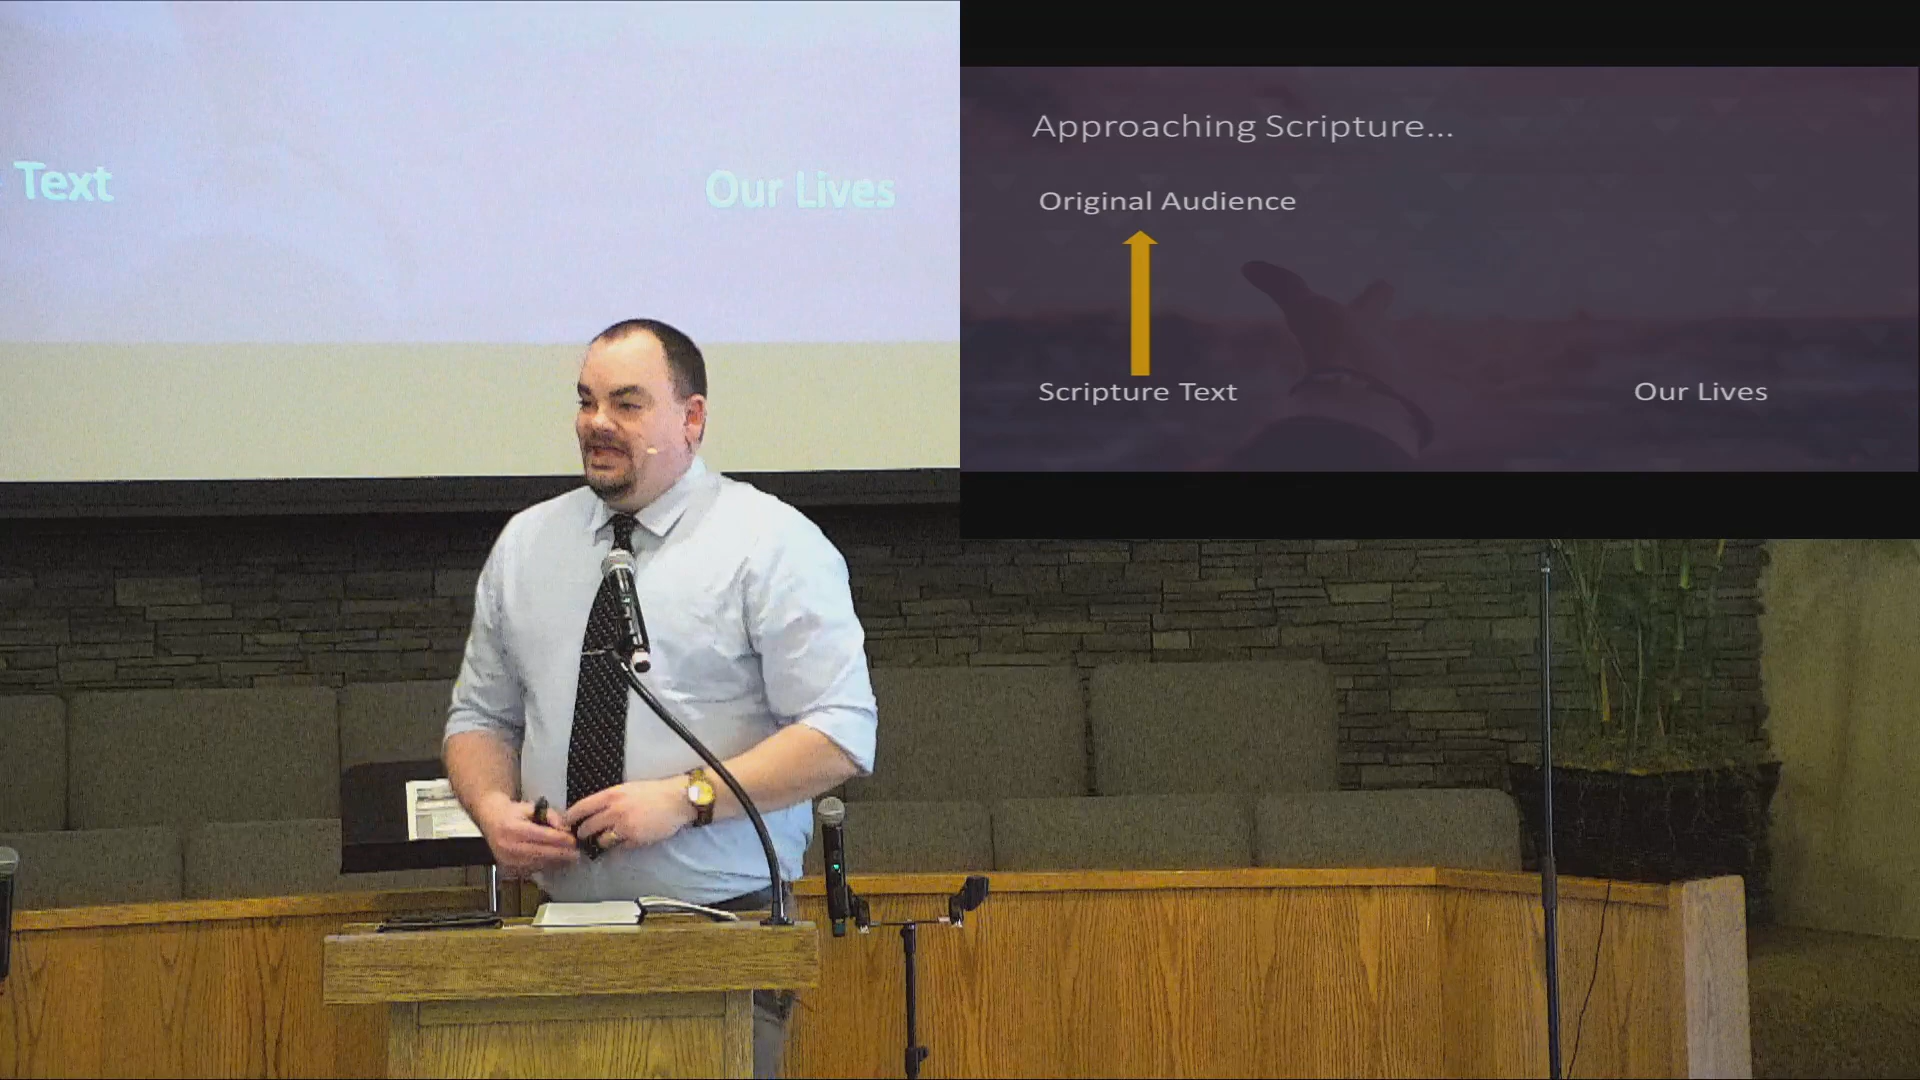 Text
Our Lives
Approaching Scripture...
Original Audience
Scripture Text
Our Lives